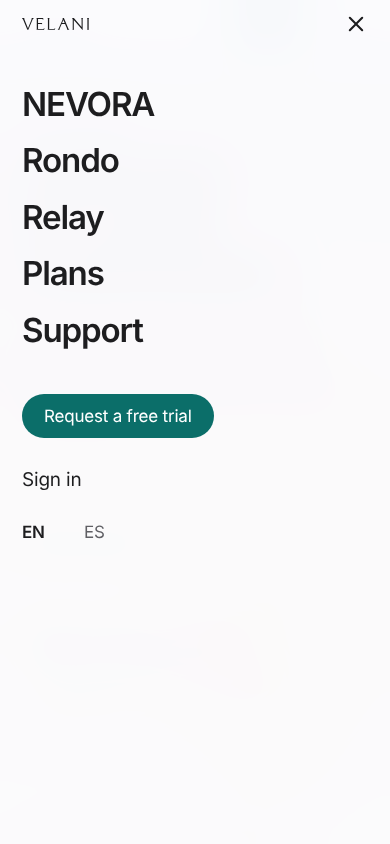 VELANI
NEVORA
Rondo
Relay
Plans
Support
Request a free trial
Sign in
EN ES